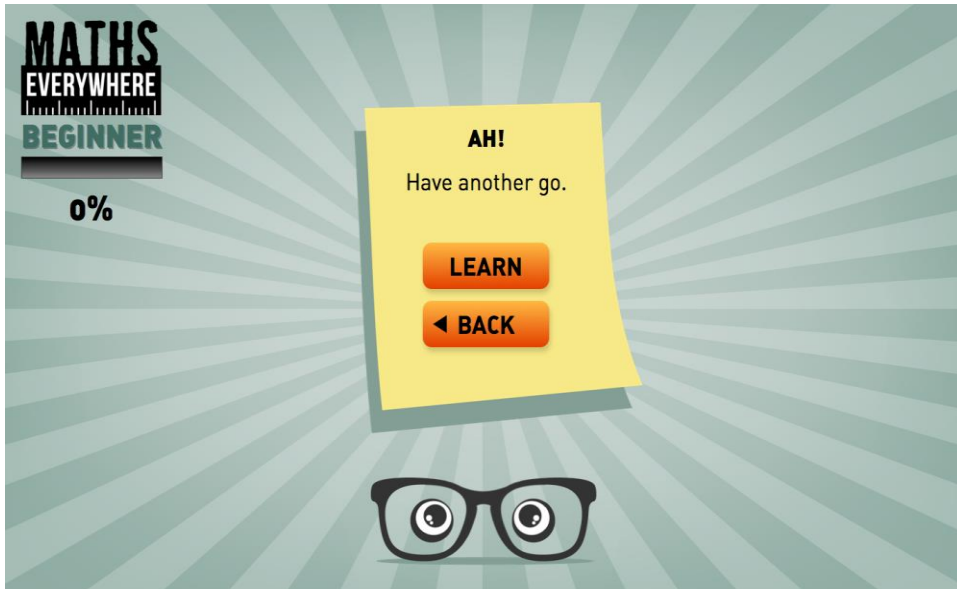 MATHS
EVERYWHERE
BEGINNER
0%
AH!
Have another go.
LEARN
BACK